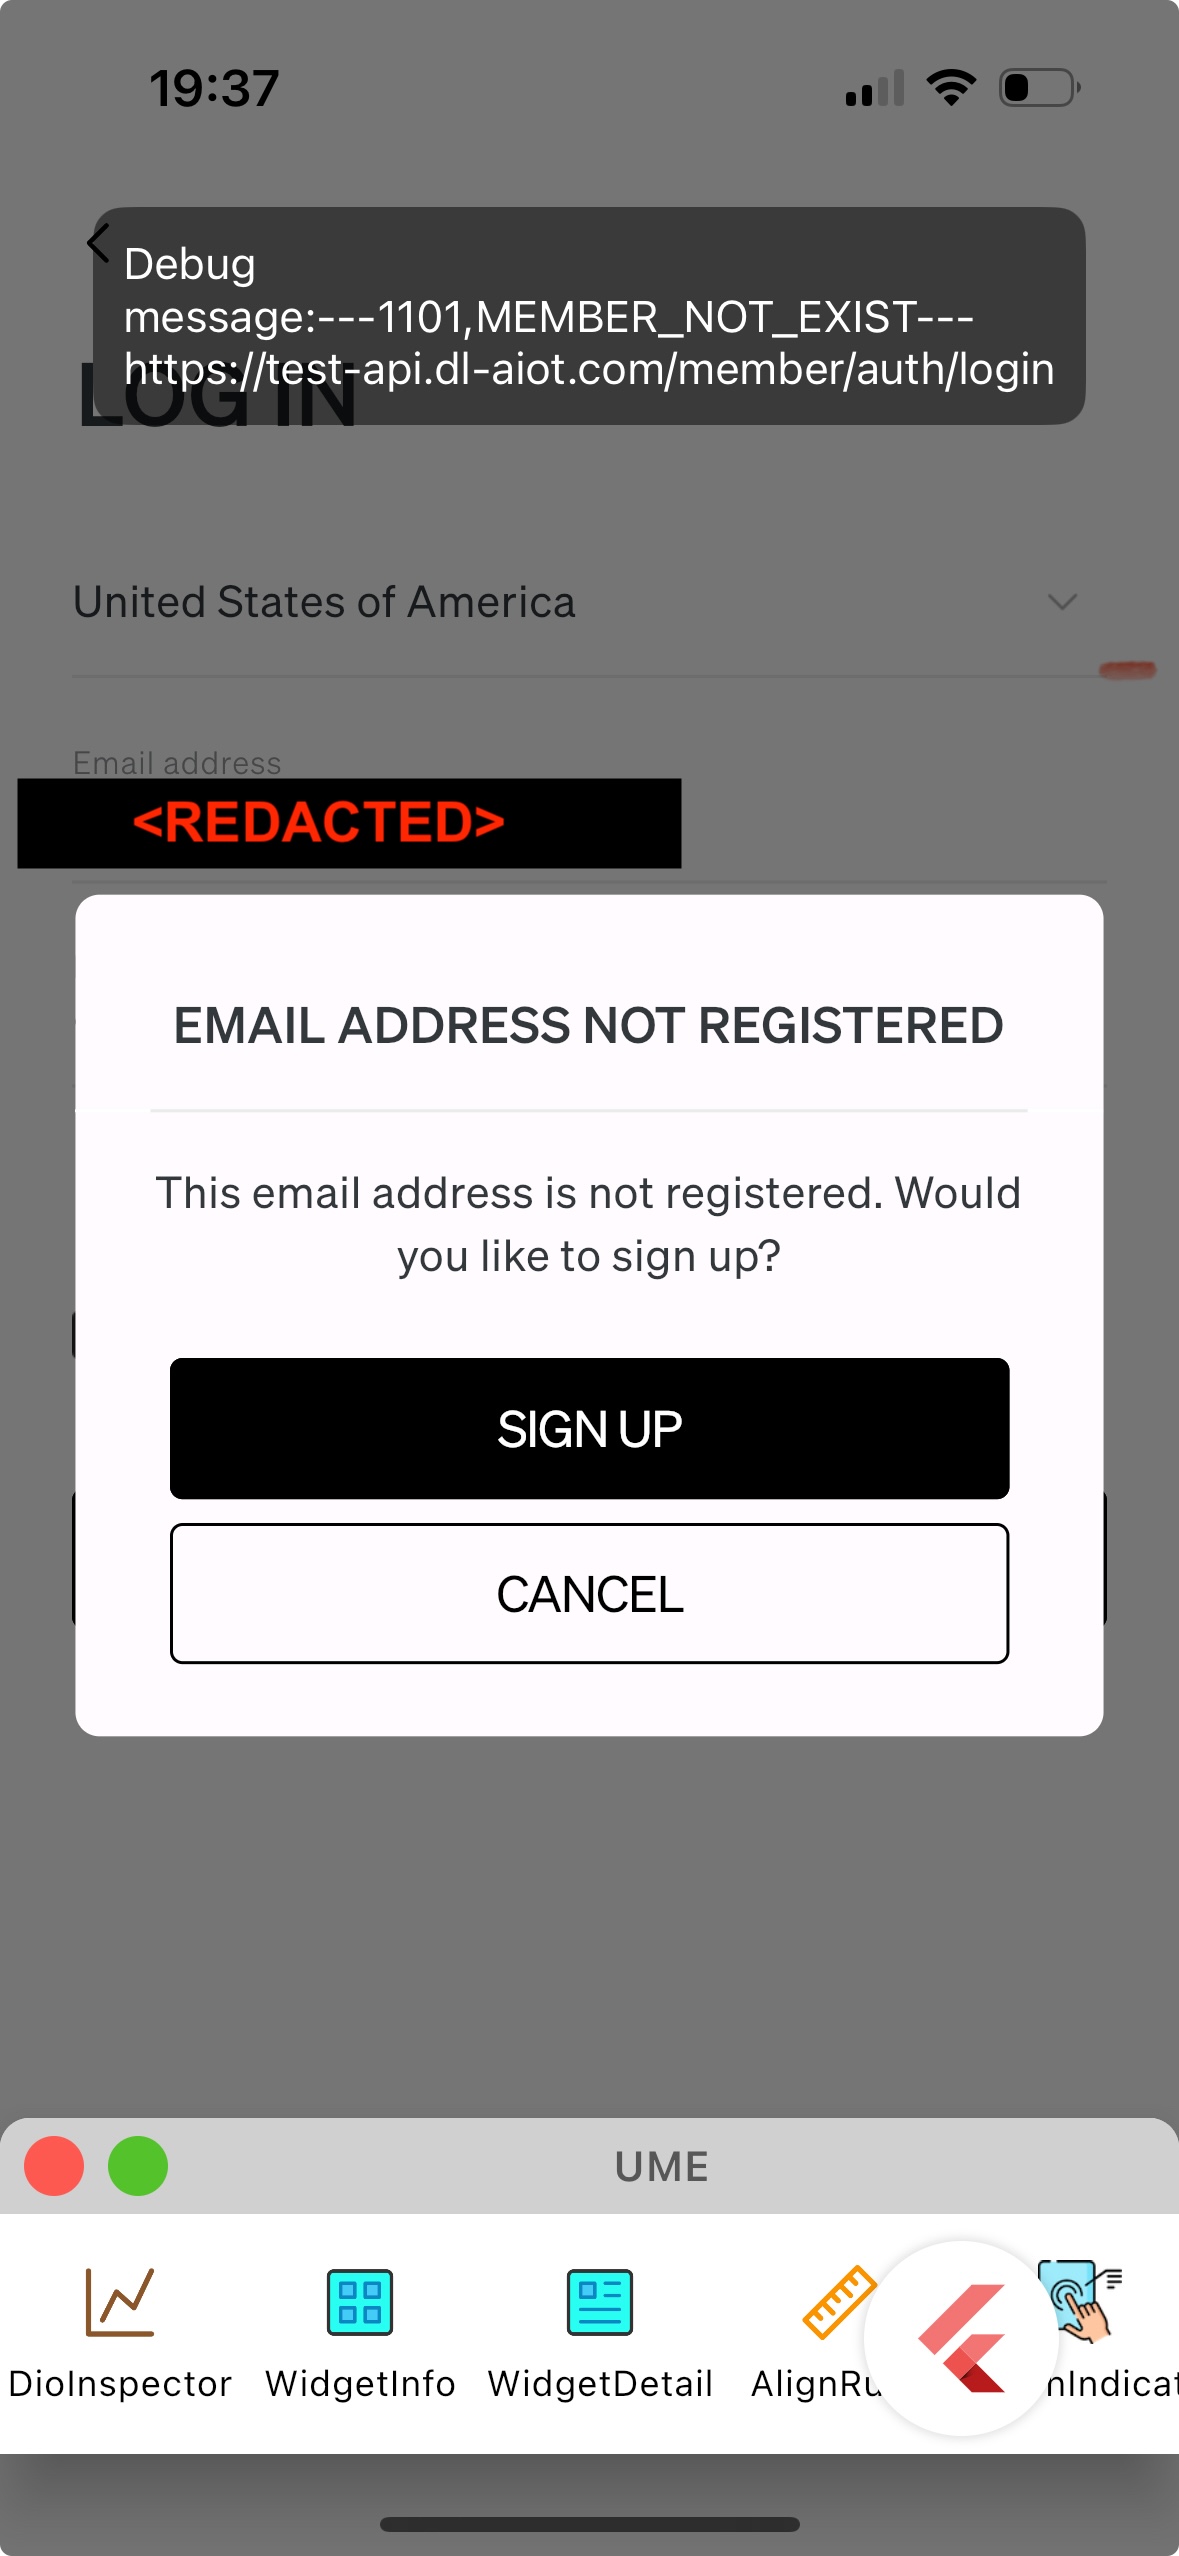 19:37
Debug
message:---1101,MEMBER_NOT_EXIST---
https://test-api.dl-aiot.com/member/auth/login
LOG IN
United States of America
Email address
<REDACTED>
EMAIL ADDRESS NOT REGISTERED
This email address is not registered. Would
you like to sign up?
SIGN UP
CANCEL
UME
DioInspector WidgetInfo WidgetDetail AlignRu nIndicat